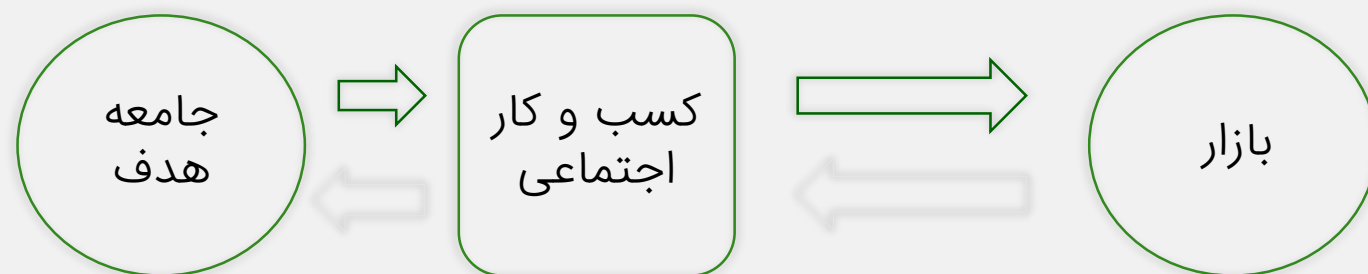 جامعه
هدف
کسب و کار
اجتماعی
بازار